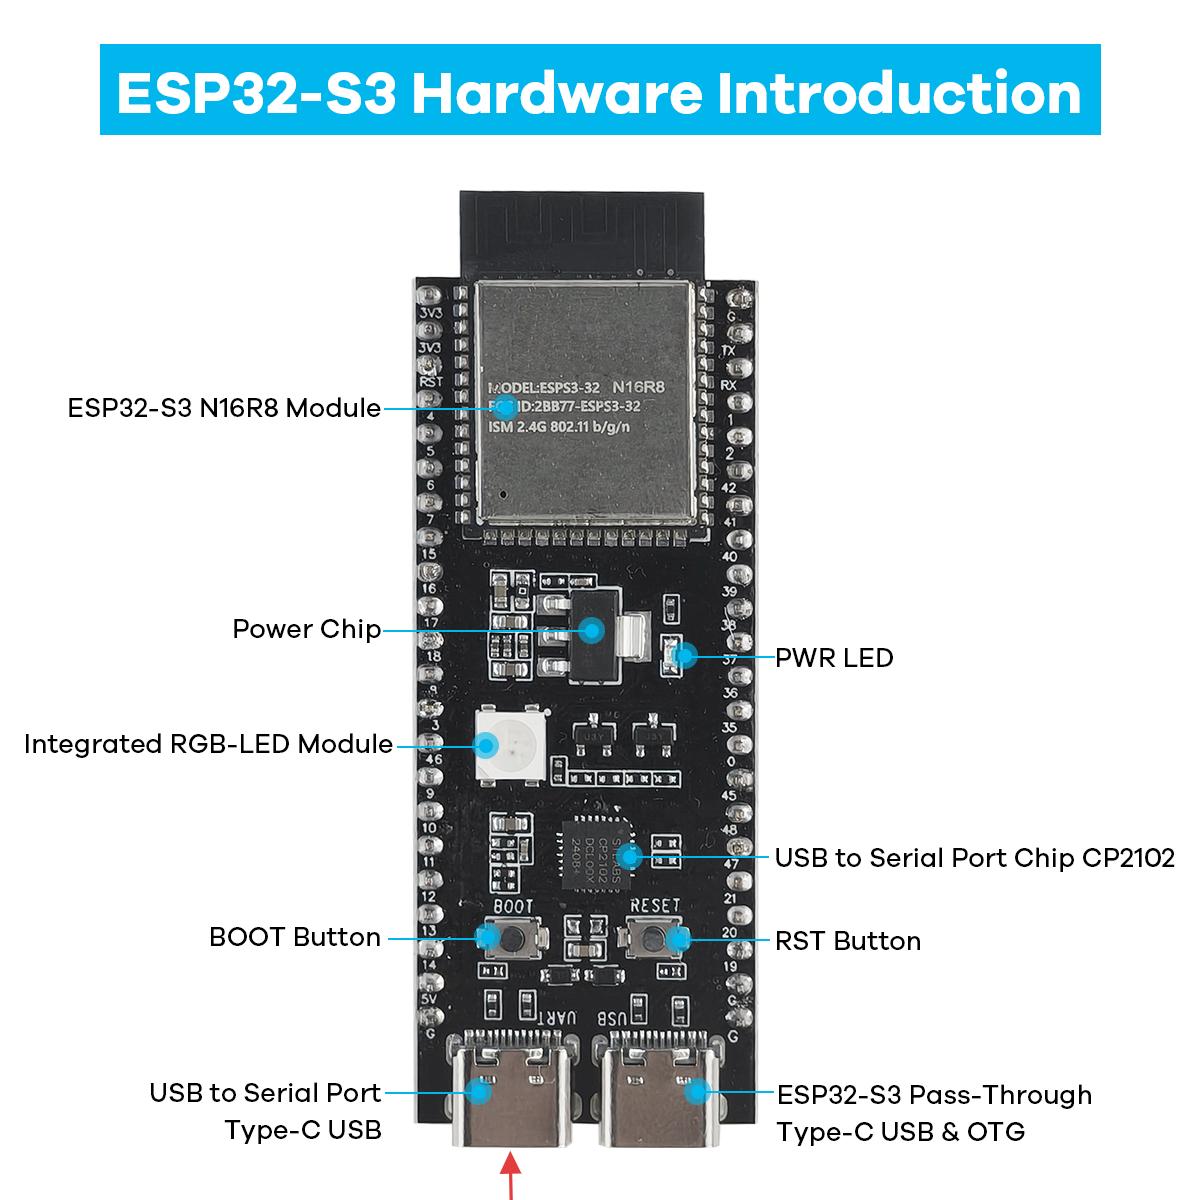 ESP32-S3 Hardware Introduction
MODEL:ESPS3-32 N16R8
ID:2BB77-ESPS3-32
ISM 2.4G 802.11 b/g/n
ESP32-S3 N16R8 Module
Power Chip
PWR LED
Integrated RGB-LED Module
USB to Serial Port Chip CP2102
BOOT Button
RST Button
USB to Serial Port
Type-C USB
ESP32-S3 Pass-Through
Type-C USB & OTG
3V3
3V3
RST
4
5
6
7
15
16
17
18
8
3
46
9
10
11
12
13
14
5V
G
G
TX
RX
1
2
42
41
40
39
38
37
36
35
0
45
48
47
21
20
19
G
G
CP2102
BOOT
RESET
UART
USB